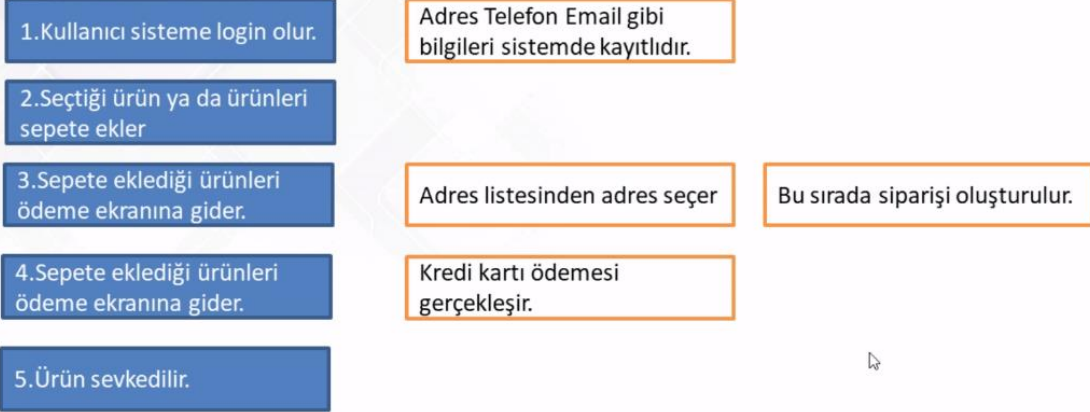 1.Kullanıcı sisteme login olur.
Adres Telefon Email gibi
bilgileri sistemde kayıtlıdır.
2.Seçtiği ürün ya da ürünleri
sepete ekler
3.Sepete eklediği ürünleri
ödeme ekranına gider.
Adres listesinden adres seçer
Bu sırada siparişi oluşturulur.
4.Sepete eklediği ürünleri
ödeme ekranına gider.
Kredi kartı ödemesi
gerçekleşir.
5.Ürün sevkedilir.